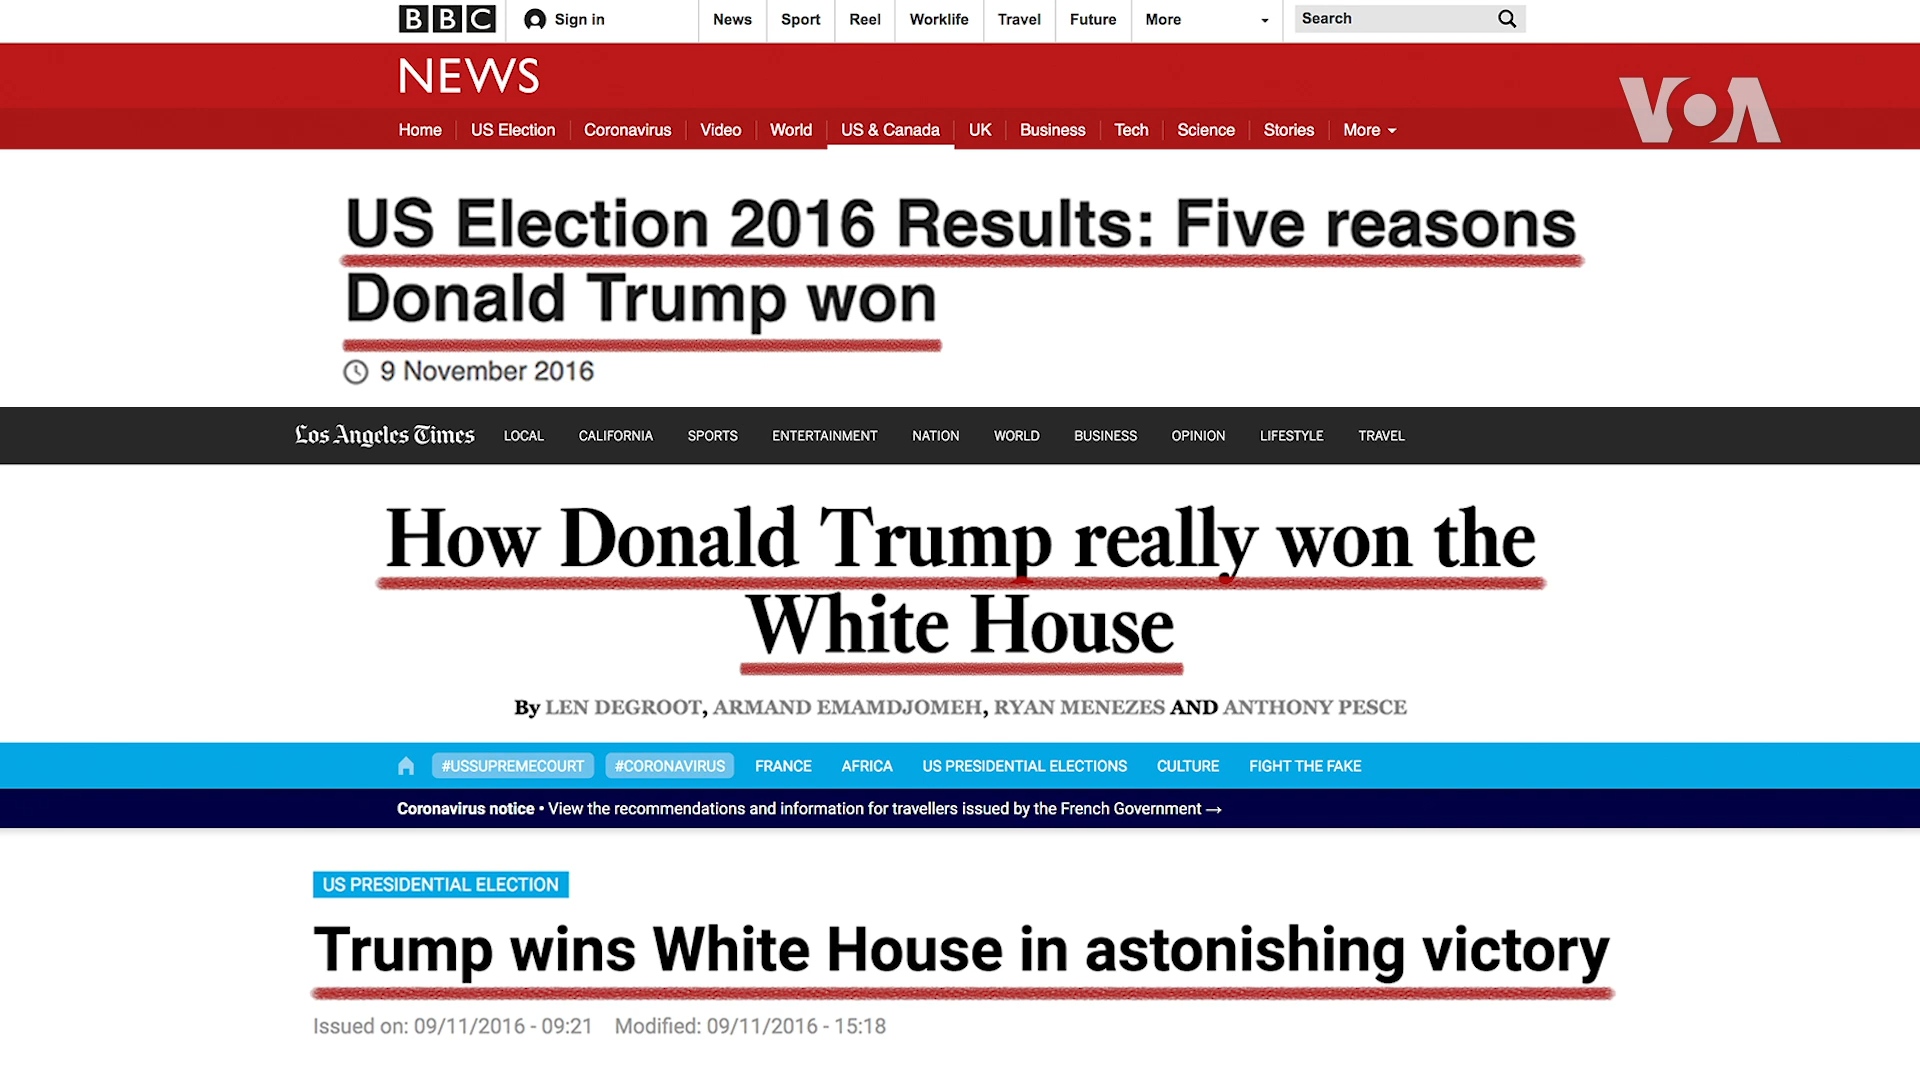 BBC Sign in News Sport Reel Worklife Travel Future More Search
NEWS
VOA
Home US Election Coronavirus Video World US & Canada UK Business Tech Science Stories More
US Election 2016 Results: Five reasons
Donald Trump won
9 November 2016
Los Angeles Times LOCAL CALIFORNIA SPORTS ENTERTAINMENT NATION WORLD BUSINESS OPINION LIFESTYLE TRAVEL
How Donald Trump really won the
White House
By LEN DEGROOT, ARMAND EMAMDJOMEH, RYAN MENEZES AND ANTHONY PESCE
#USSUPREMECOURT #CORONAVIRUS FRANCE AFRICA US PRESIDENTIAL ELECTIONS CULTURE FIGHT THE FAKE
Coronavirus notice • View the recommendations and information for travellers issued by the French Government →
US PRESIDENTIAL ELECTION
Trump wins White House in astonishing victory
Issued on: 09/11/2016 - 09:21 Modified: 09/11/2016 - 15:18